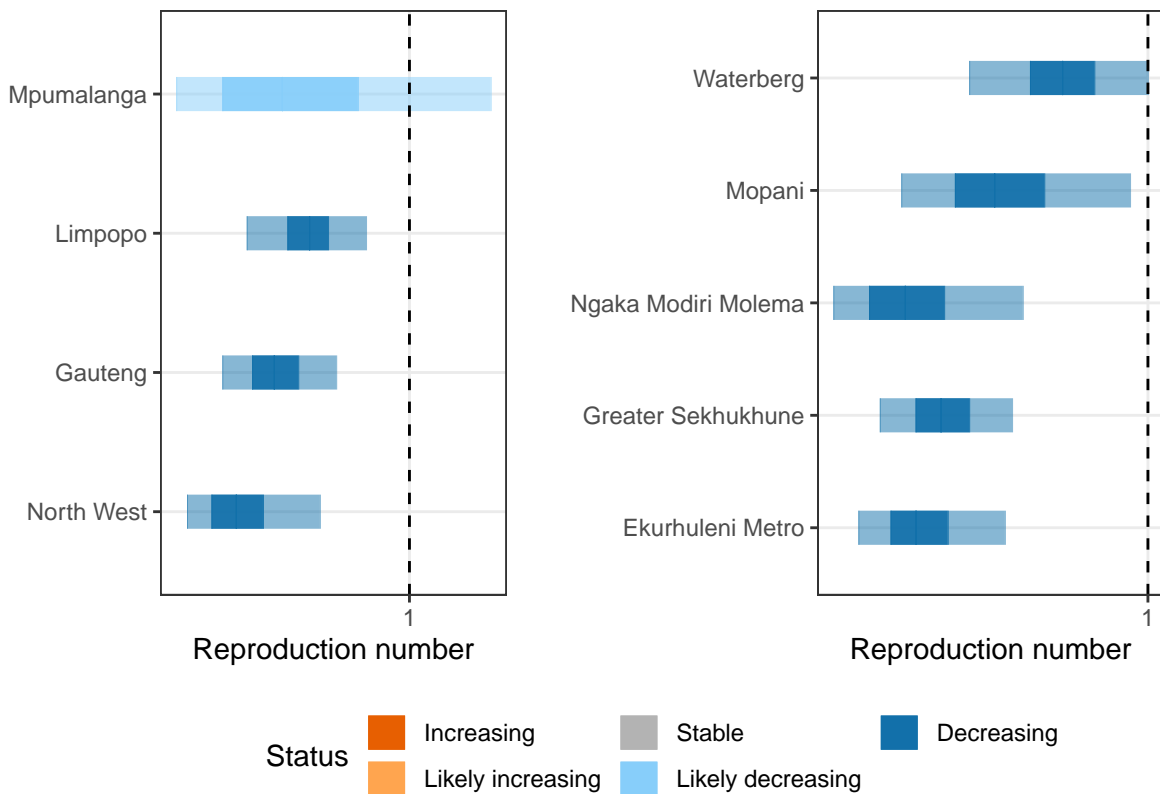 Mpumalanga
Limpopo
Gauteng
North West
1
Reproduction number
Waterberg
Mopani
Ngaka Modiri Molema
Greater Sekhukhune
Ekurhuleni Metro
1
Reproduction number
Status
Increasing
Stable
Decreasing
Likely increasing
Likely decreasing